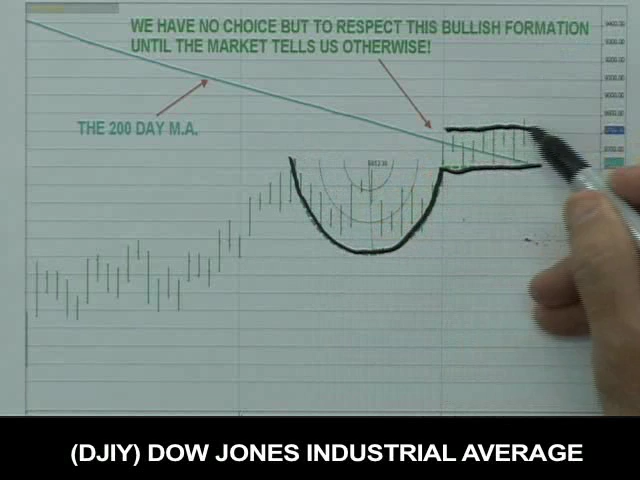 WE HAVE NO CHOICE BUT TO RESPECT THIS BULLISH FORMATION
UNTIL THE MARKET TELLS US OTHERWISE!
THE 200 DAY M.A.
(DJIY) DOW JONES INDUSTRIAL AVERAGE